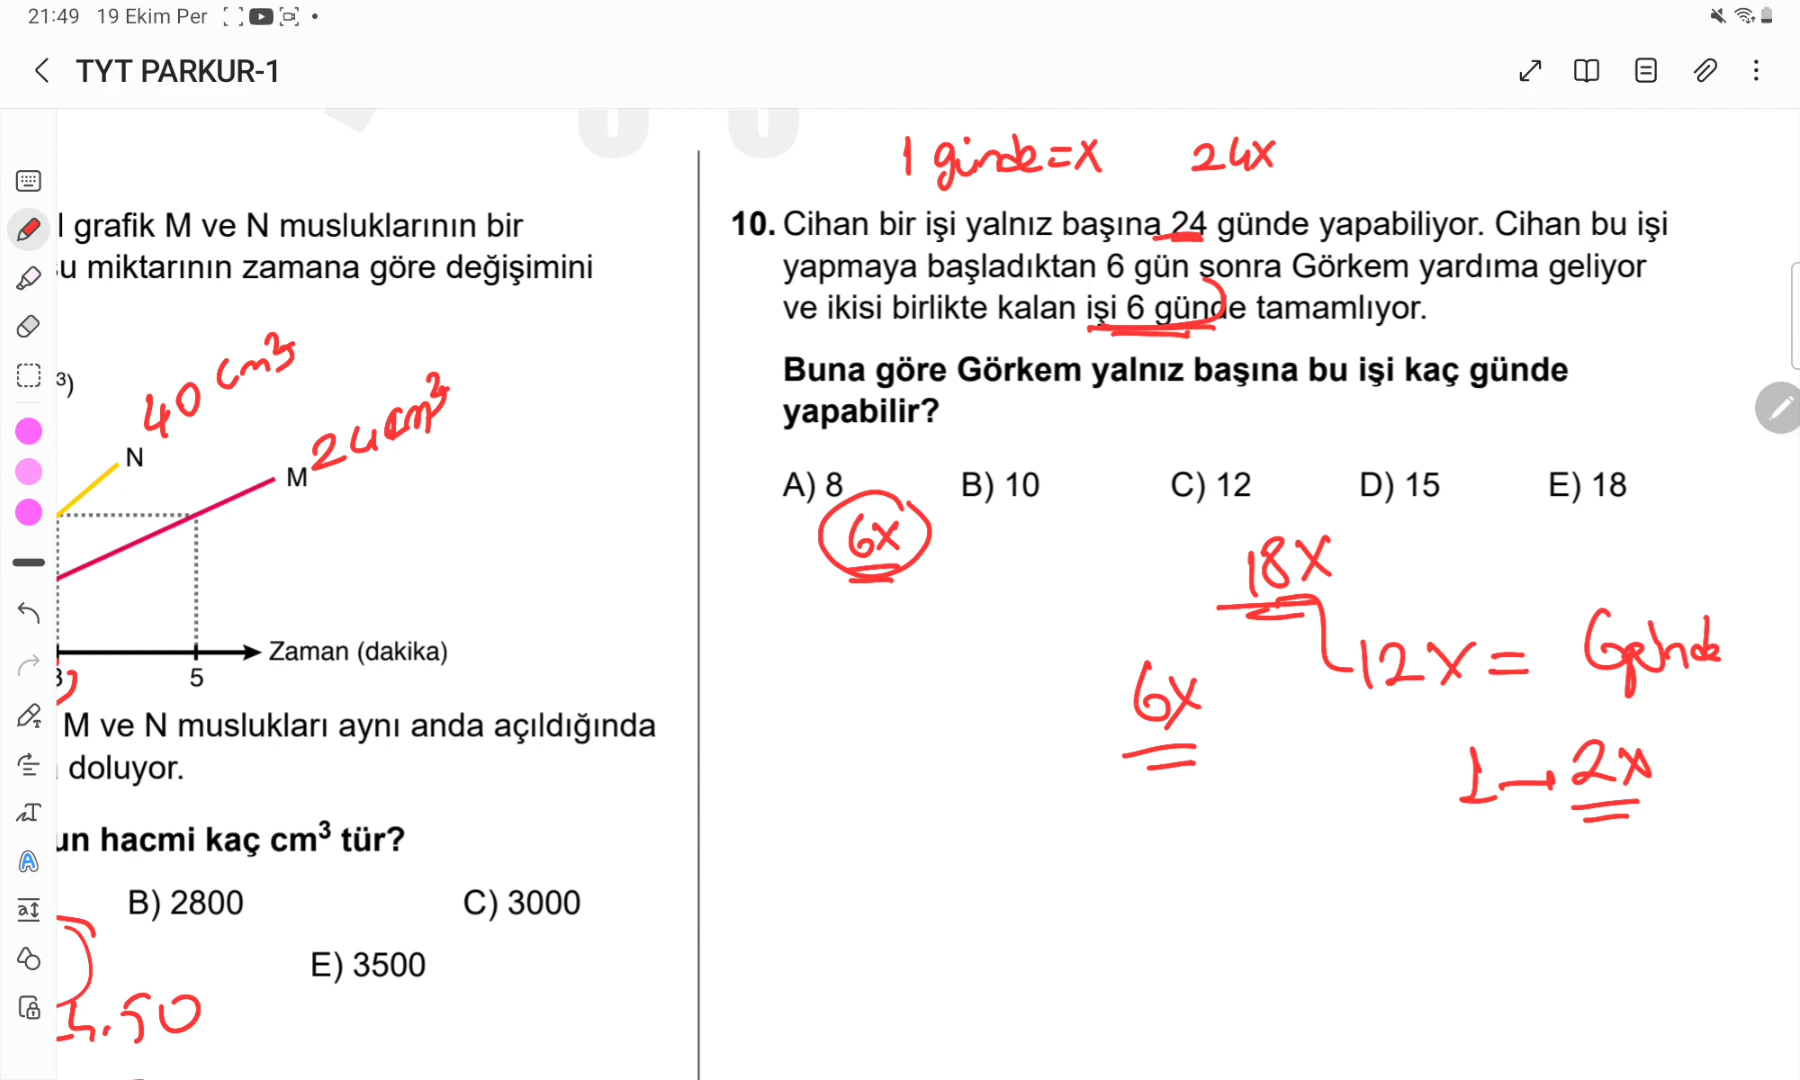 21:49 19 Ekim Per
TYT PARKUR-1
grafik M ve N musluklarının bir
u miktarının zamana göre değişimini
3)
40 cm³
N
24cm³
M
Zaman (dakika)
3
5
M ve N muslukları aynı anda açıldığında
doluyor.
un hacmi kaç cm³ tür?
B) 2800 C) 3000
E) 3500
.50
1 günde=x 24x
10. Cihan bir işi yalnız başına 24 günde yapabiliyor. Cihan bu işi
yapmaya başladıktan 6 gün sonra Görkem yardıma geliyor
ve ikisi birlikte kalan işi 6 günde tamamlıyor.
Buna göre Görkem yalnız başına bu işi kaç günde
yapabilir?
A) 8 B) 10 C) 12 D) 15 E) 18
6x
18x
12x = 6günde
6x
1→2x